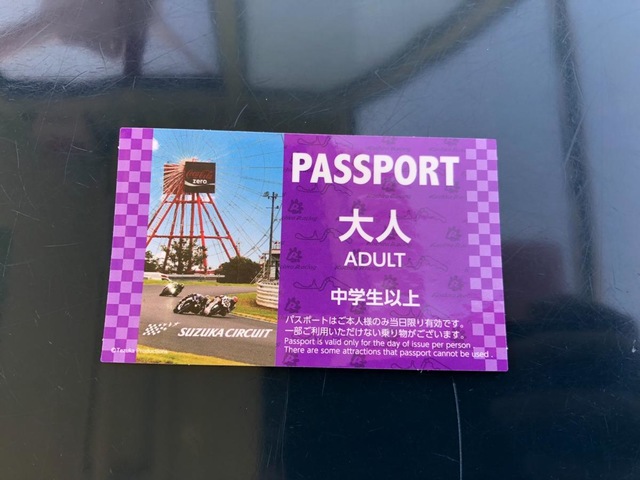 PASSPORT
大人
ADULT
中学生以上
パスポートはご本人様のみ当日限り有効です。
一部ご利用いただけない乗り物がございます。
Passport is valid only for the day of issue per person
There are some attractions that passport cannot be used .
zero
SUZUKA CIRCUIT
©Tezuka Productions